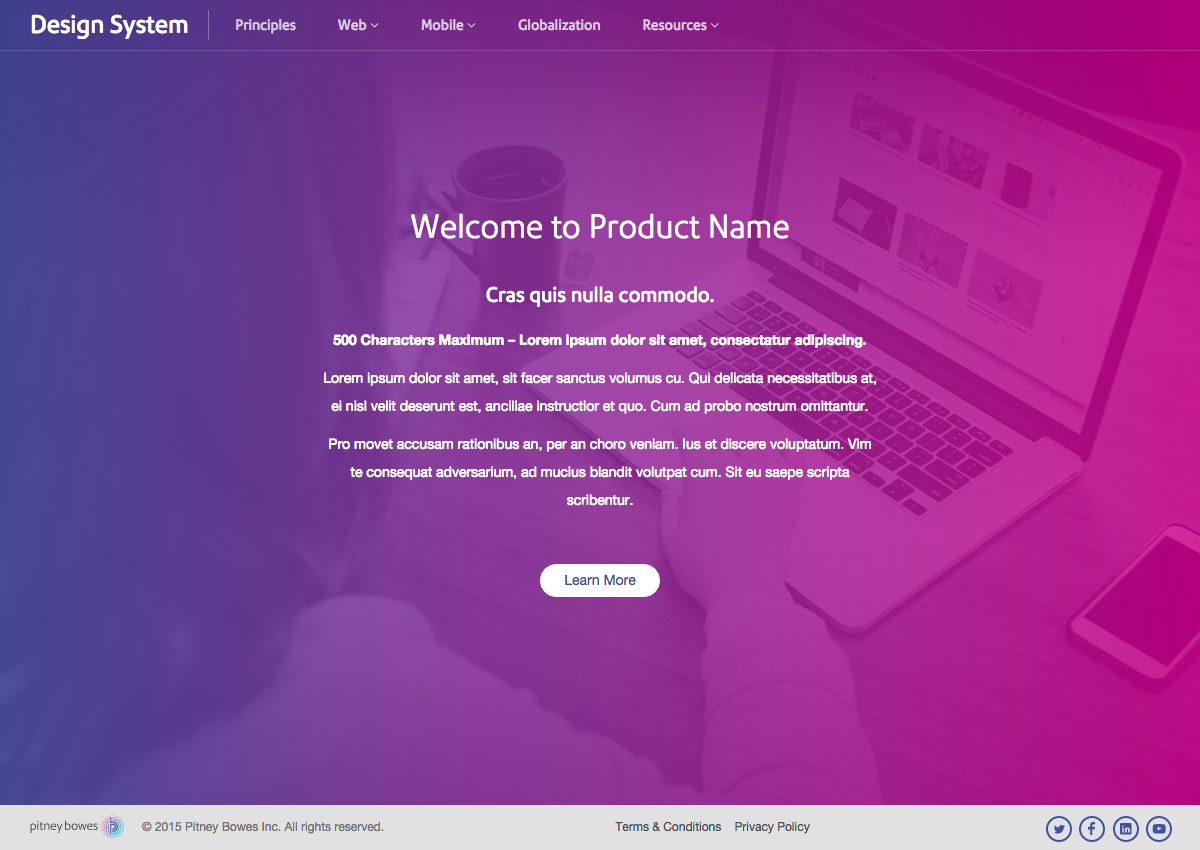 Design System
Principles
Web
Mobile
Globalization
Resources
Welcome to Product Name
Cras quis nulla commodo.
500 Characters Maximum – Lorem ipsum dolor sit amet, consectatur adipiscing.
Lorem ipsum dolor sit amet, sit facer sanctus volumus cu. Qui delicata necessitatibus at,
ei nisl velit deserunt est, ancillae instructior et quo. Cum ad probo nostrum omittantur.
Pro movet accusam rationibus an, per an choro veniam. Ius et discere voluptatum. Vim
te consequat adversarium, ad mucius blandit volutpat cum. Sit eu saepe scripta
scribentur.
Learn More
pitney bowes
© 2015 Pitney Bowes Inc. All rights reserved.
Terms & Conditions
Privacy Policy